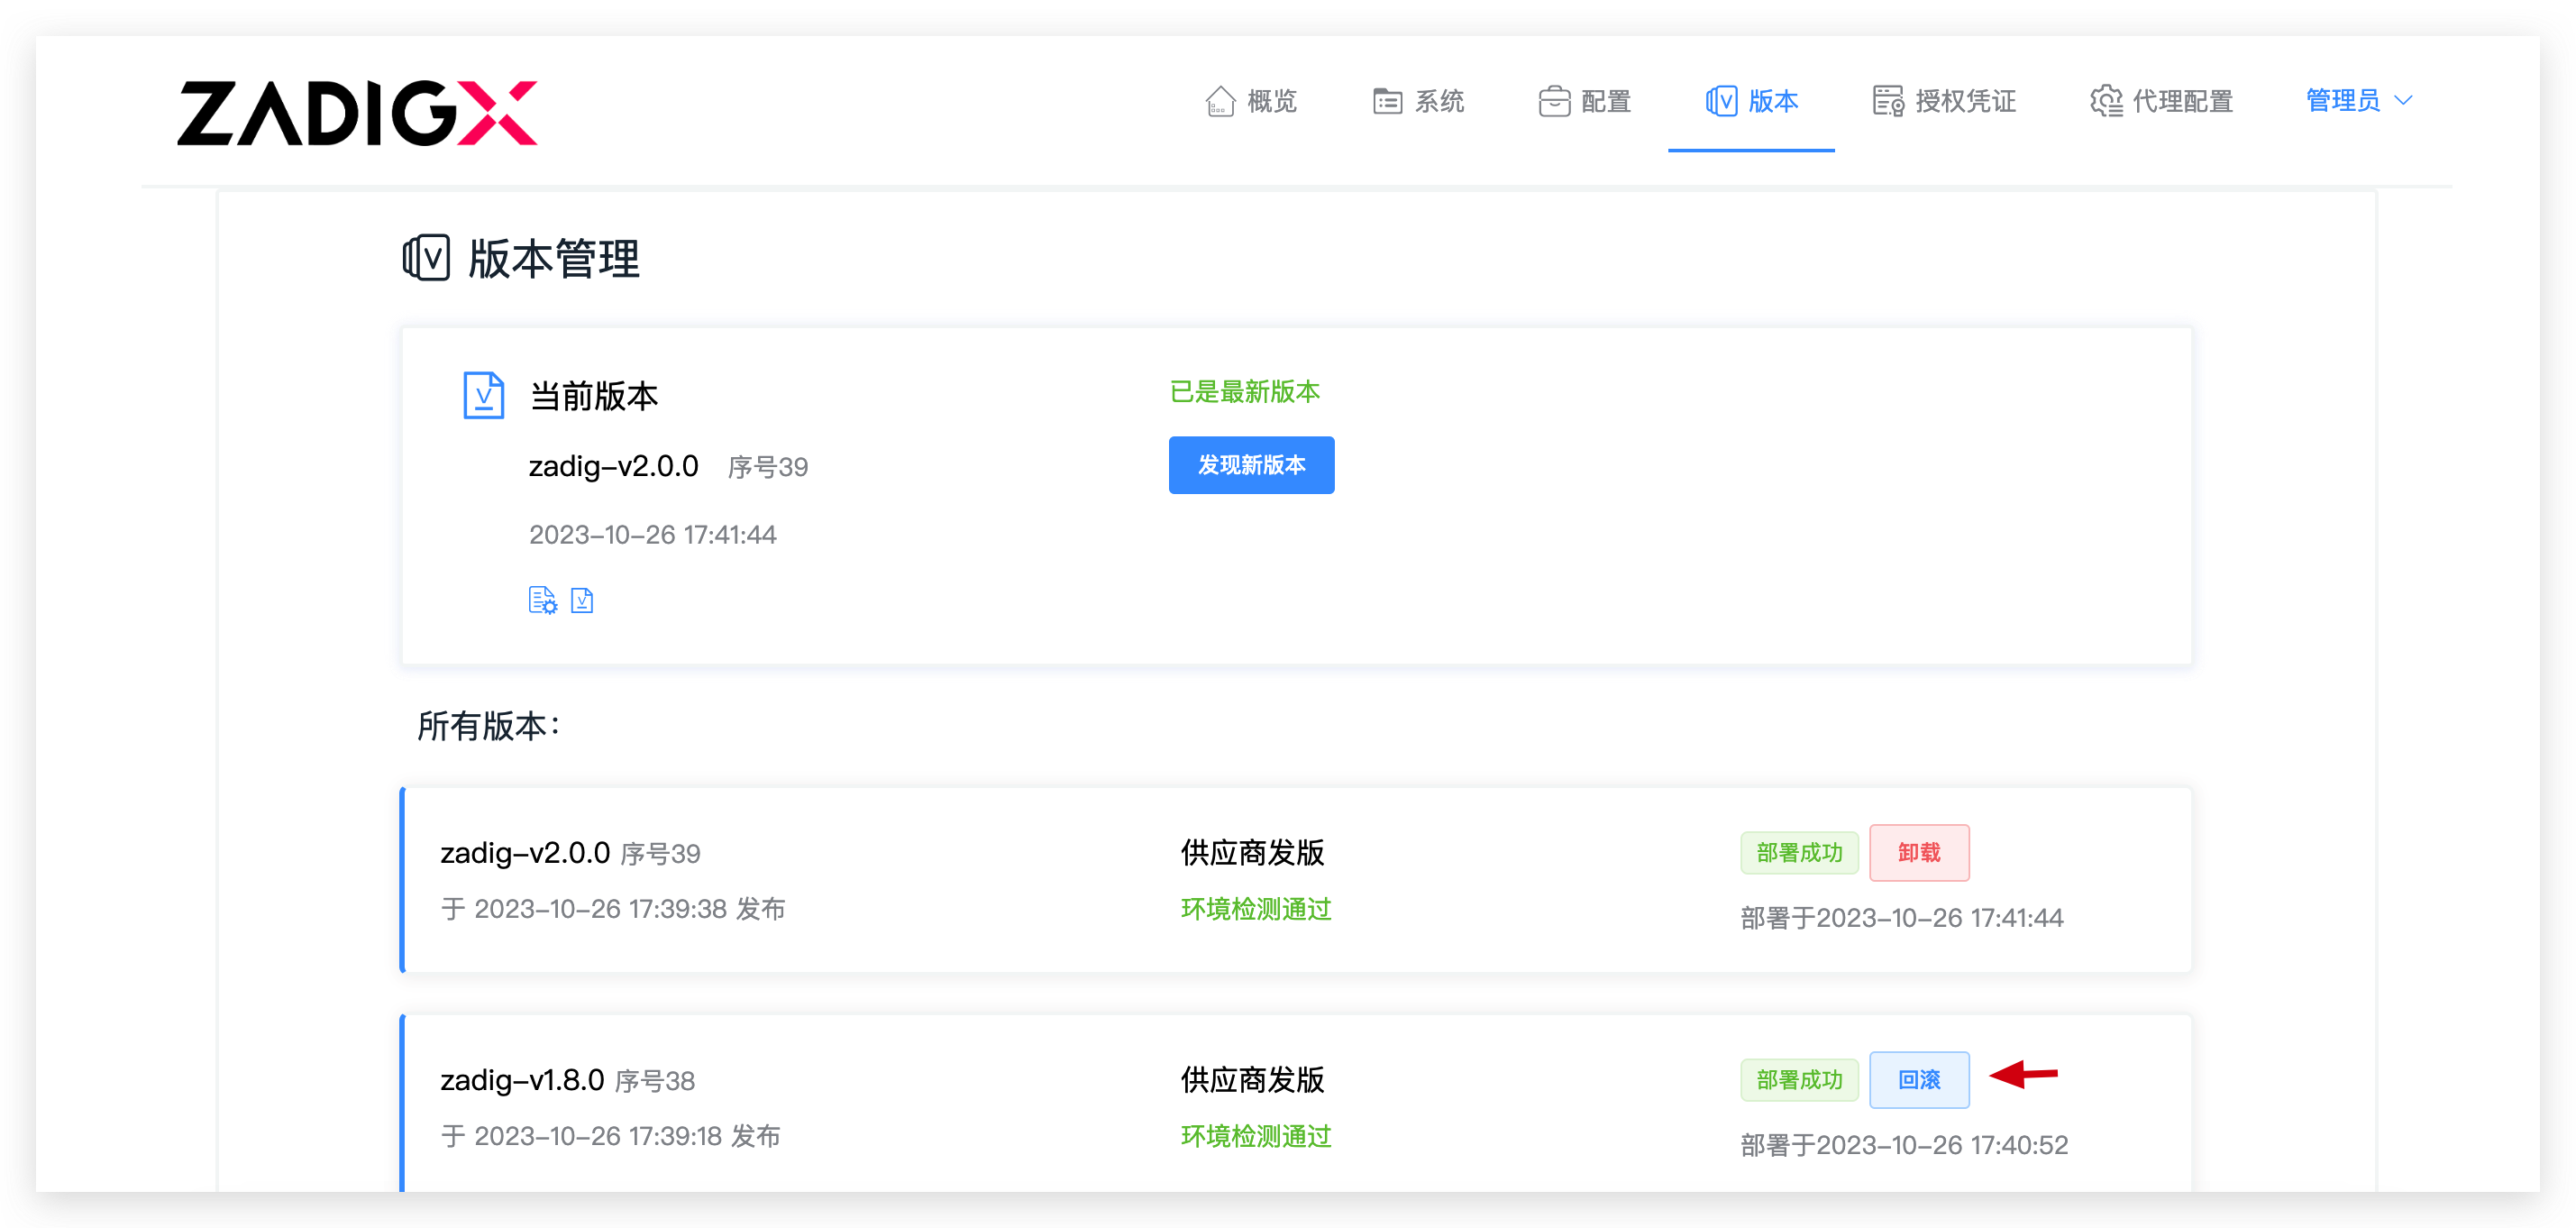 ZADIGX
概览 系统 配置 版本 授权凭证 代理配置 管理员
版本管理
当前版本 已是最新版本
zadig-v2.0.0 序号39 发现新版本
2023-10-26 17:41:44
所有版本:
zadig-v2.0.0 序号39 供应商发版 部署成功 卸载
于 2023-10-26 17:39:38 发布 环境检测通过 部署于2023-10-26 17:41:44
zadig-v1.8.0 序号38 供应商发版 部署成功 回滚
于 2023-10-26 17:39:18 发布 环境检测通过 部署于2023-10-26 17:40:52